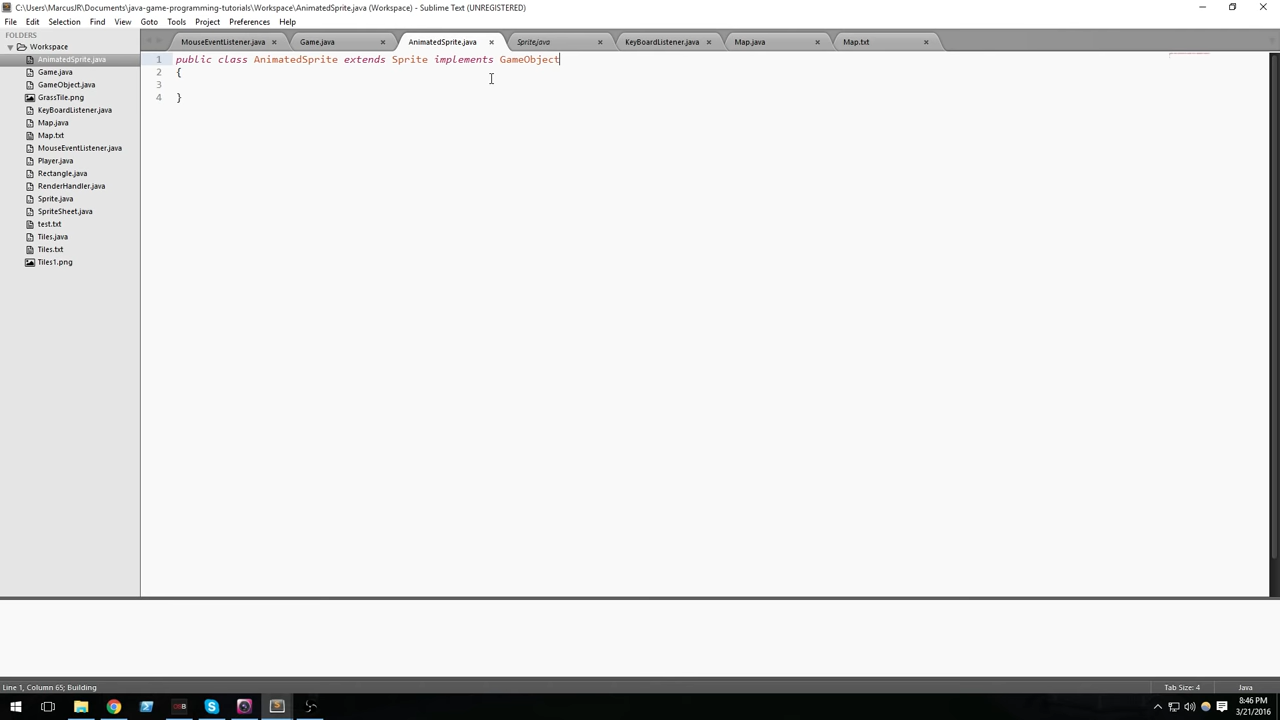 C:\Users\MarcusJR\Documents\java-game-programming-tutorials\Workspace\AnimatedSprite.java (Workspace) - Sublime Text (UNREGISTERED)
File Edit Selection Find View Goto Tools Project Preferences Help
FOLDERS
Workspace
AnimatedSprite.java
Game.java
GameObject.java
GrassTile.png
KeyBoardListener.java
Map.java
Map.txt
MouseEventListener.java
Player.java
Rectangle.java
RenderHandler.java
Sprite.java
SpriteSheet.java
test.txt
Tiles.java
Tiles.txt
Tiles1.png
MouseEventListener.java × Game.java × AnimatedSprite.java × Sprite.java × KeyBoardListener.java × Map.java × Map.txt ×
1 public class AnimatedSprite extends Sprite implements GameObject
2 {
3
4 }
Line 1, Column 65; Building Tab Size: 4 Java
8:46 PM
3/21/2016